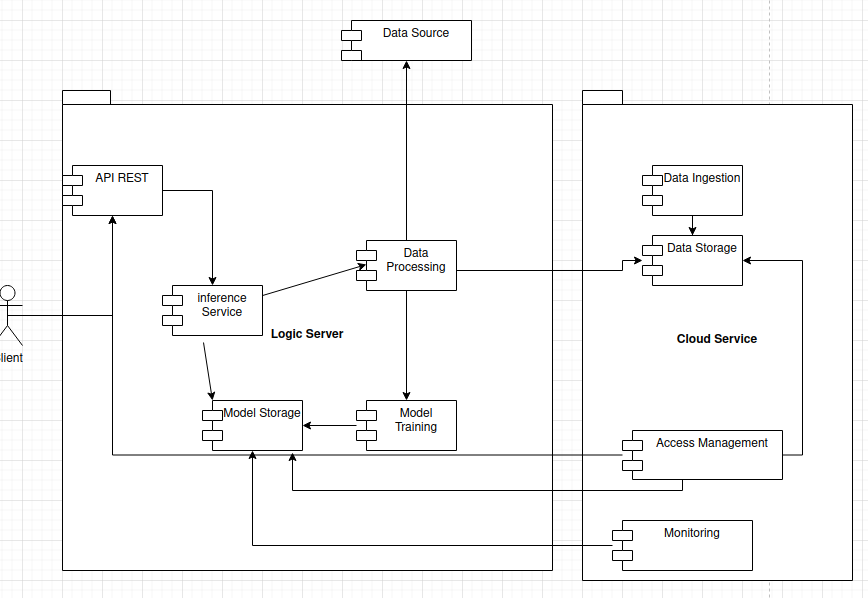 Data Source
API REST
Data Ingestion
Data Storage
Data
Processing
inference
Service
Logic Server
Cloud Service
lient
Model Storage
Model
Training
Access Management
Monitoring